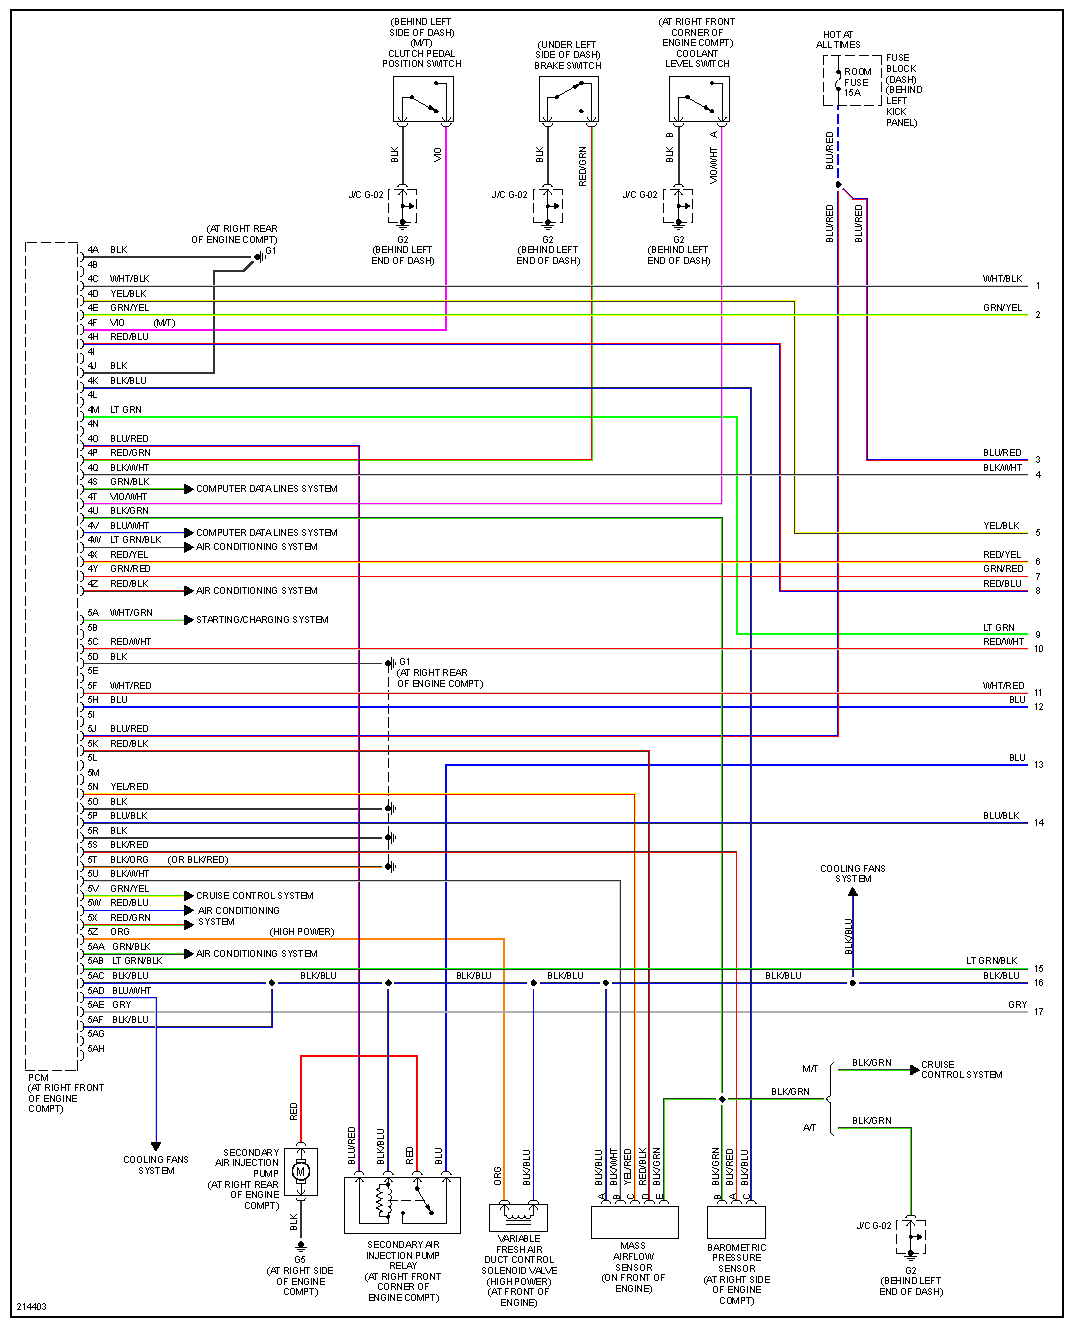 (BEHIND LEFT
SIDE OF DASH)
(M/T)
CLUTCH PEDAL
POSITION SWITCH
(UNDER LEFT
SIDE OF DASH)
BRAKE SWITCH
(AT RIGHT FRONT
CORNER OF
ENGINE COMPT)
COOLANT
LEVEL SWITCH
HOT AT
ALL TIMES
ROOM
FUSE
15A
FUSE
BLOCK
(DASH)
(BEHIND
LEFT
KICK
PANEL)
BLK
VIO
BLK
RED/GRN
BLK
B
VIO/WHT
A
BLU/RED
J/C G-02
J/C G-02
J/C G-02
BLU/RED
BLU/RED
G2
(BEHIND LEFT
END OF DASH)
G2
(BEHIND LEFT
END OF DASH)
G2
(BEHIND LEFT
END OF DASH)
(AT RIGHT REAR
OF ENGINE COMPT)
G1
4A BLK
4B
4C WHT/BLK
WHT/BLK 1
4D YEL/BLK
4E GRN/YEL
GRN/YEL 2
4F VIO (M/T)
4H RED/BLU
4I
4J BLK
4K BLK/BLU
4L
4M LT GRN
4N
4O BLU/RED
4P RED/GRN
BLU/RED 3
4Q BLK/WHT
BLK/WHT 4
4S GRN/BLK
COMPUTER DATA LINES SYSTEM
4T VIO/WHT
4U BLK/GRN
4V BLU/WHT
COMPUTER DATA LINES SYSTEM
YEL/BLK 5
4W LT GRN/BLK
AIR CONDITIONING SYSTEM
4X RED/YEL
RED/YEL 6
4Y GRN/RED
GRN/RED 7
4Z RED/BLK
AIR CONDITIONING SYSTEM
RED/BLU 8
5A WHT/GRN
STARTING/CHARGING SYSTEM
5B
LT GRN 9
5C RED/WHT
RED/WHT 10
5D BLK
G1
(AT RIGHT REAR
OF ENGINE COMPT)
5E
5F WHT/RED
WHT/RED 11
5H BLU
BLU 12
5I
5J BLU/RED
5K RED/BLK
5L
BLU 13
5M
5N YEL/RED
5O BLK
5P BLU/BLK
BLU/BLK 14
5R BLK
5S BLK/RED
5T BLK/ORG (OR BLK/RED)
5U BLK/WHT
COOLING FANS
SYSTEM
5V GRN/YEL
CRUISE CONTROL SYSTEM
5W RED/BLU
AIR CONDITIONING
SYSTEM
5X RED/GRN
5Z ORG (HIGH POWER)
BLK/BLU
5AA GRN/BLK
AIR CONDITIONING SYSTEM
5AB LT GRN/BLK
LT GRN/BLK 15
5AC BLK/BLU
BLK/BLU
BLK/BLU
BLK/BLU
BLK/BLU
BLK/BLU 16
5AD BLU/WHT
5AE GRY
GRY 17
5AF BLK/BLU
5AG
5AH
PCM
(AT RIGHT FRONT
OF ENGINE
COMPT)
M/T
BLK/GRN
CRUISE
CONTROL SYSTEM
BLK/GRN
A/T
BLK/GRN
COOLING FANS
SYSTEM
SECONDARY
AIR INJECTION
PUMP
(AT RIGHT REAR
OF ENGINE
COMPT)
RED
M
BLK
G5
(AT RIGHT SIDE
OF ENGINE
COMPT)
BLU/RED
BLK/BLU
RED
BLU
SECONDARY AIR
INJECTION PUMP
RELAY
(AT RIGHT FRONT
CORNER OF
ENGINE COMPT)
ORG
BLK/BLU
VARIABLE
FRESH AIR
DUCT CONTROL
SOLENOID VALVE
(HIGH POWER)
(AT FRONT OF
ENGINE)
BLK/BLU
BLK/WHT
YEL/RED
RED/BLK
BLK/GRN
A
B
C
D
E
MASS
AIRFLOW
SENSOR
(ON FRONT OF
ENGINE)
BLK/GRN
BLK/RED
BLK/BLU
B
A
C
BAROMETRIC
PRESSURE
SENSOR
(AT RIGHT SIDE
OF ENGINE
COMPT)
J/C G-02
G2
(BEHIND LEFT
END OF DASH)
214403